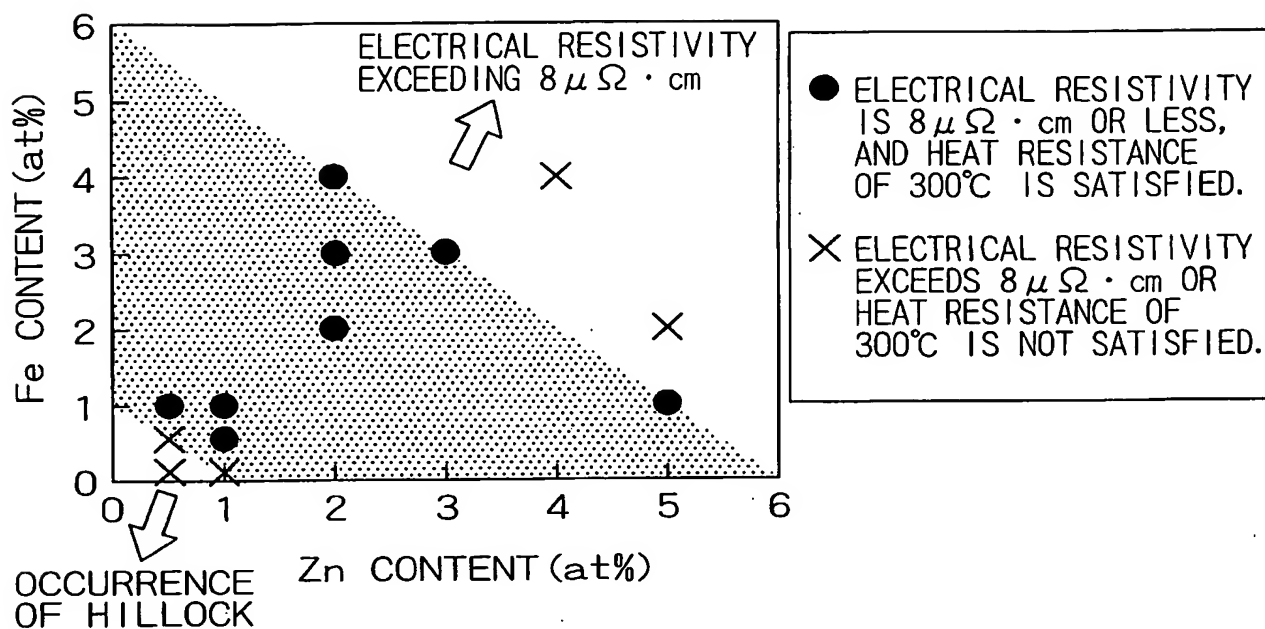 6
5
4
3
2
1
0
Fe CONTENT (at%)
ELECTRICAL RESISTIVITY
EXCEEDING 8μΩ・cm
0 1 2 3 4 5 6
Zn CONTENT (at%)
OCCURRENCE
OF HILLOCK
● ELECTRICAL RESISTIVITY
IS 8μΩ・cm OR LESS,
AND HEAT RESISTANCE
OF 300℃ IS SATISFIED.
× ELECTRICAL RESISTIVITY
EXCEEDS 8μΩ・cm OR
HEAT RESISTANCE OF
300℃ IS NOT SATISFIED.